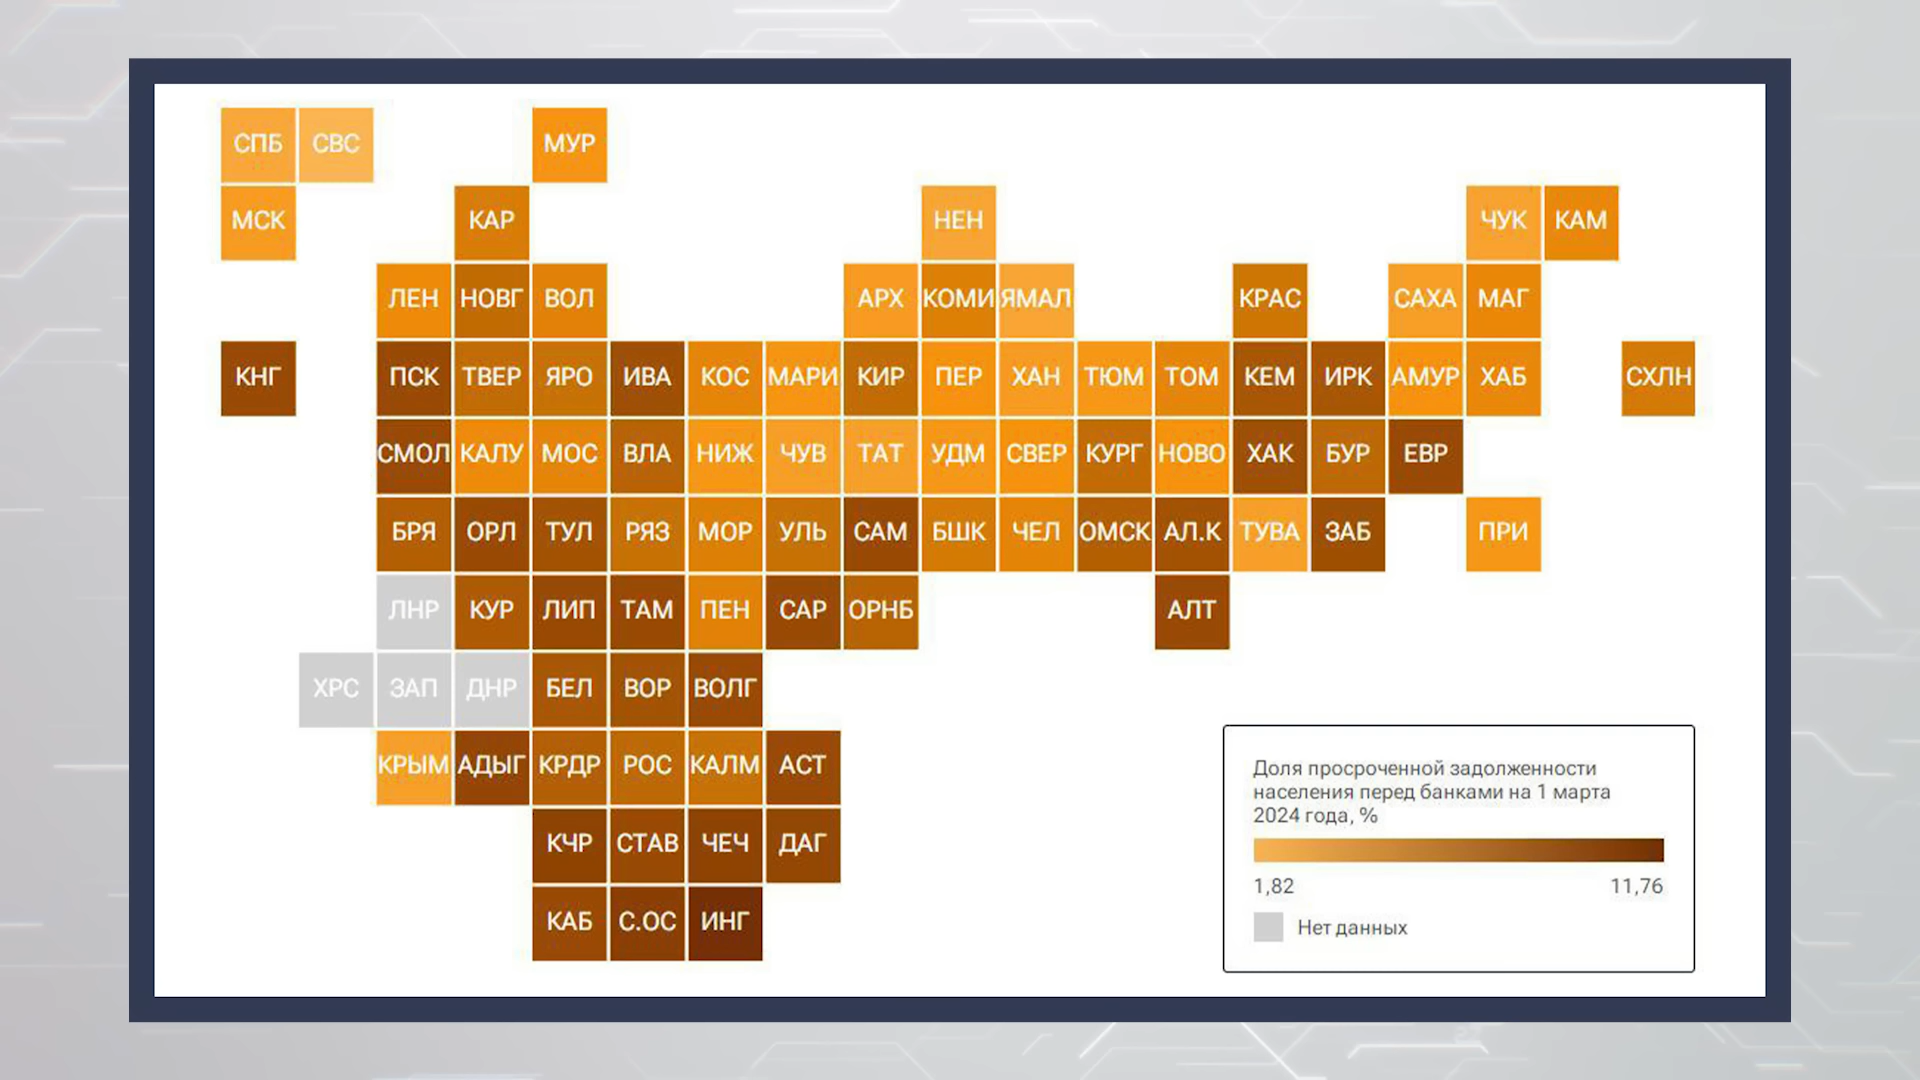 СПБ СВС МУР
МСК КАР НЕН ЧУК КАМ
ЛЕН НОВГ ВОЛ АРХ КОМИ ЯМАЛ КРАС САХА МАГ
КНГ ПСК ТВЕР ЯРО ИВА КОС МАРИ КИР ПЕР ХАН ТЮМ ТОМ КЕМ ИРК АМУР ХАБ СХЛН
СМОЛ КАЛУ МОС ВЛА НИЖ ЧУВ ТАТ УДМ СВЕР КУРГ НОВО ХАК БУР ЕВР
БРЯ ОРЛ ТУЛ РЯЗ МОР УЛЬ САМ БШК ЧЕЛ ОМСК АЛ.К ТУВА ЗАБ ПРИ
ЛНР КУР ЛИП ТАМ ПЕН САР ОРНБ АЛТ
ХРС ЗАП ДНР БЕЛ ВОР ВОЛГ
КРЫМ АДЫГ КРДР РОС КАЛМ АСТ
КЧР СТАВ ЧЕЧ ДАГ
КАБ С.ОС ИНГ
Доля просроченной задолженности
населения перед банками на 1 марта
2024 года, %
1,82 11,76
Нет данных